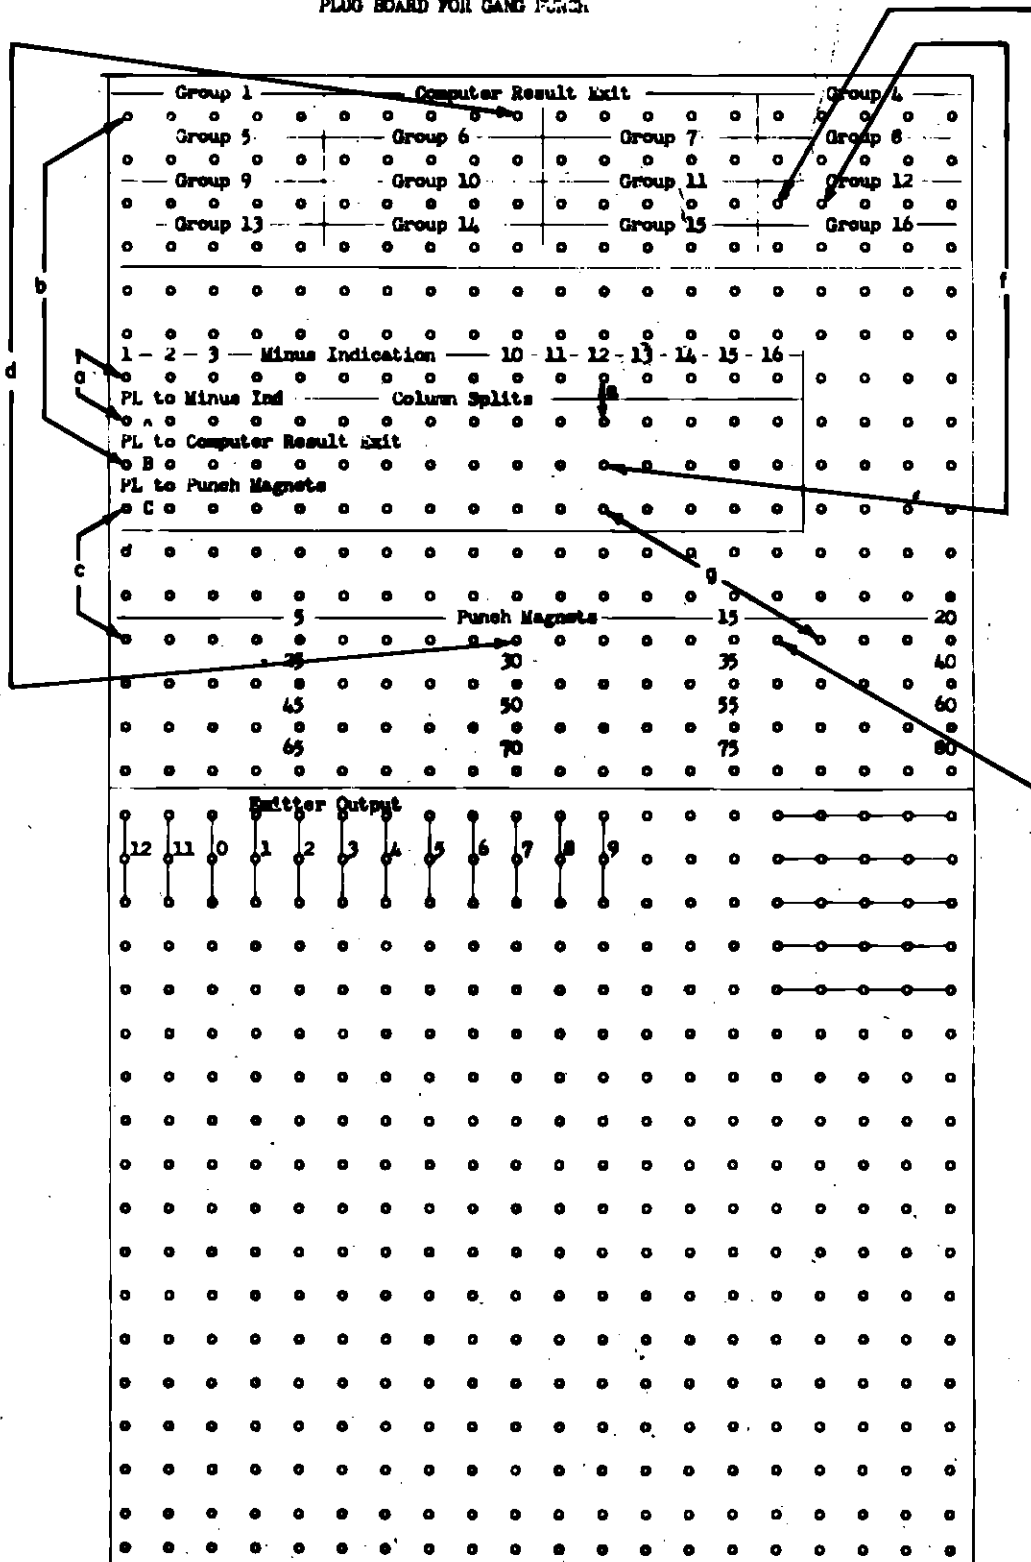 PLUG BOARD FOR GANG PUNCH
Group 1 Computer Result Exit Group 4
Group 5 Group 6 Group 7 Group 8
Group 9 Group 10 Group 11 Group 12
Group 13 Group 14 Group 15 Group 16
b
f
d
1 - 2 - 3 - Minus Indication - 10 - 11 - 12 - 13 - 14 - 15 - 16
a
PL to Minus Ind Column Splits
A
PL to Computer Result Exit
B
PL to Punch Magnets
C
c
g
5 Punch Magnets 15 20
25 30 35 40
45 50 55 60
65 70 75 80
Emitter Output
12 11 0 1 2 3 4 5 6 7 8 9